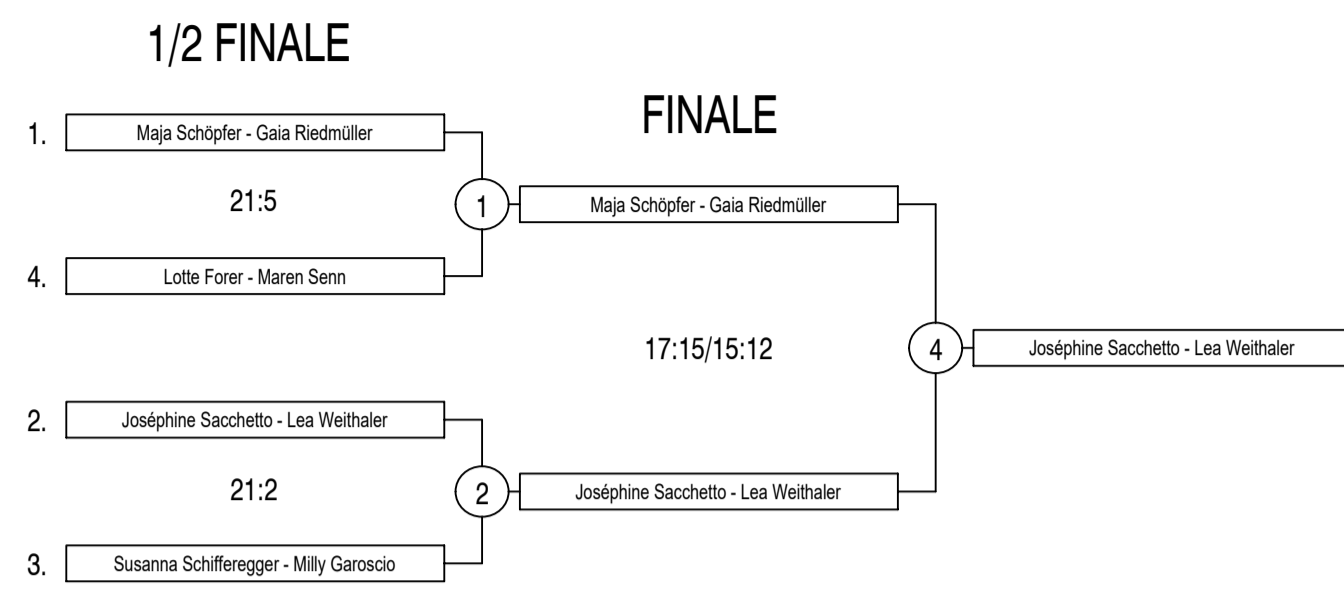 1/2 FINALE
FINALE
1. Maja Schöpfer - Gaia Riedmüller
21:5
1
Maja Schöpfer - Gaia Riedmüller
4. Lotte Forer - Maren Senn
17:15/15:12
4
Joséphine Sacchetto - Lea Weithaler
2. Joséphine Sacchetto - Lea Weithaler
21:2
2
Joséphine Sacchetto - Lea Weithaler
3. Susanna Schifferegger - Milly Garoscio